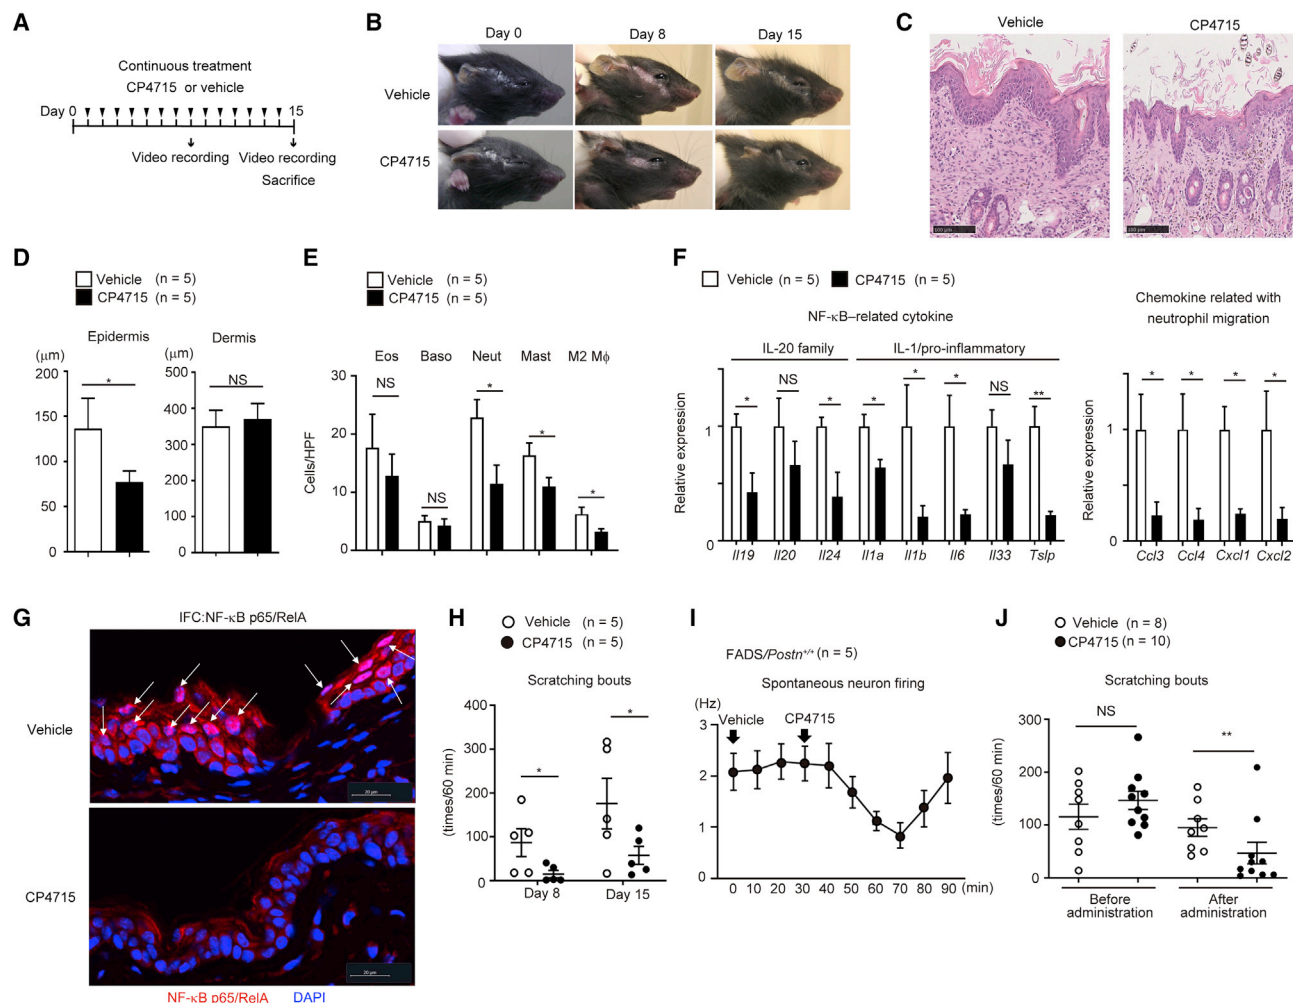 A
Continuous treatment
CP4715 or vehicle
Day 0 15
Video recording Video recording
Sacrifice
B
Day 0 Day 8 Day 15
Vehicle
CP4715
C
Vehicle CP4715
100 μm 100 μm
D
Vehicle (n = 5)
CP4715 (n = 5)
Epidermis Dermis
(μm) (μm)
200
150
100
50
0
*
500
400
300
200
100
0
NS
E
Vehicle (n = 5)
CP4715 (n = 5)
Eos Baso Neut Mast M2 Mϕ
Cells/HPF
30
20
10
0
NS NS * * *
F
Vehicle (n = 5) CP4715 (n = 5)
NF-κB–related cytokine
IL-20 family IL-1/pro-inflammatory
Relative expression
1
0
* NS * * * * NS **
Il19 Il20 Il24 Il1a Il1b Il6 Il33 Tslp
Chemokine related with
neutrophil migration
Relative expression
1
0
* * * *
Ccl3 Ccl4 Cxcl1 Cxcl2
G
IFC:NF-κB p65/RelA
Vehicle
20 μm
CP4715
20 μm
NF-κB p65/RelA DAPI
H
Vehicle (n = 5)
CP4715 (n = 5)
Scratching bouts
(times/60 min)
400
300
200
100
0
* *
Day 8 Day 15
I
FADS/Postn+/+ (n = 5)
Spontaneous neuron firing
(Hz)
Vehicle CP4715
3
2
1
0
0 10 20 30 40 50 60 70 80 90 (min)
J
Vehicle (n = 8)
CP4715 (n = 10)
Scratching bouts
(times/60 min)
300
200
100
0
NS **
Before After
administration administration